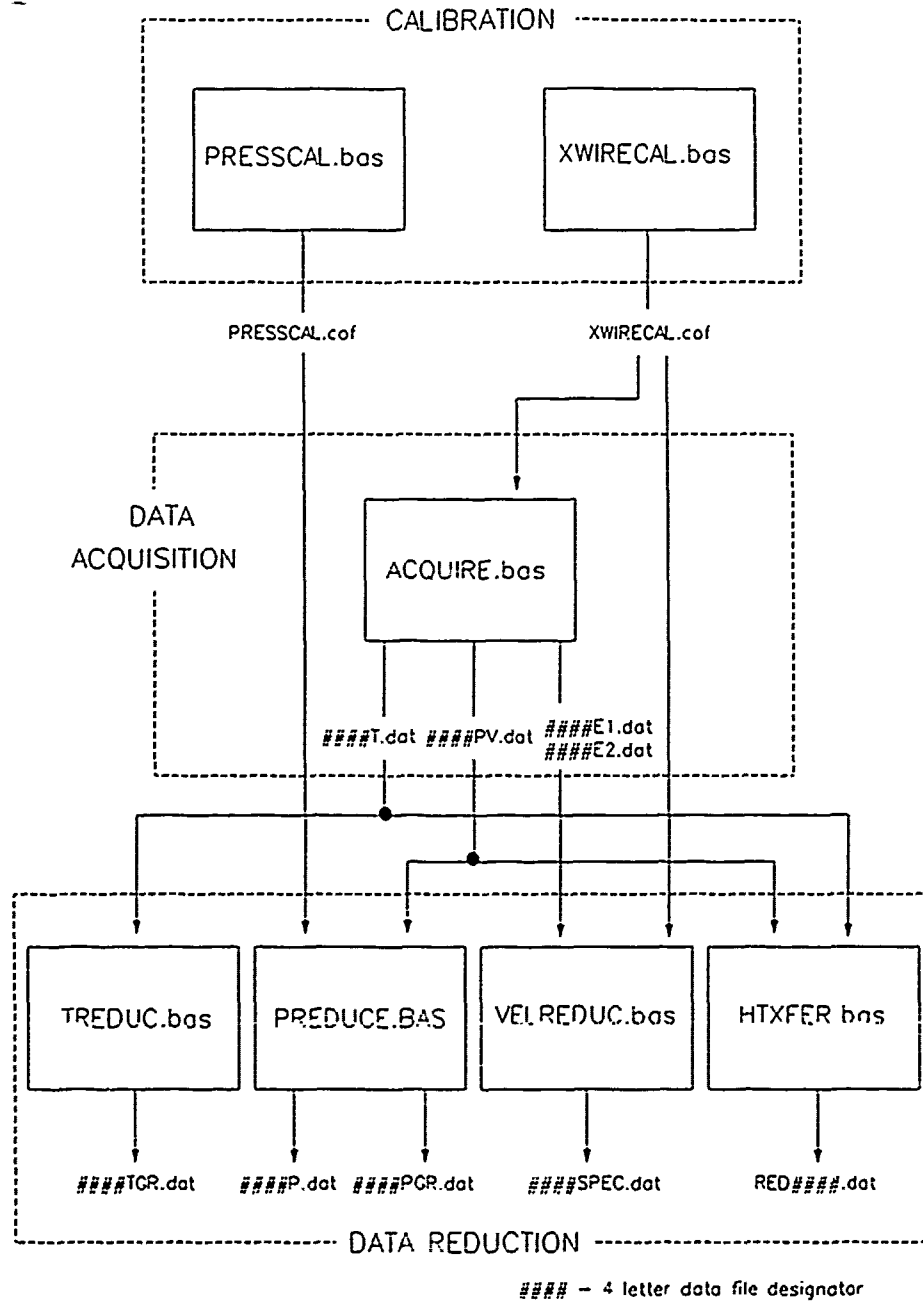 CALIBRATION
PRESSCAL.bas
XWIRECAL.bas
PRESSCAL.cof
XWIRECAL.cof
DATA
ACQUISITION
ACQUIRE.bas
####T.dat
####PV.dat
####E1.dat
####E2.dat
TREDUC.bas
PREDUCE.BAS
VELREDUC.bas
HTXFER bas
####TGR.dat
####P.dat
####PGR.dat
####SPEC.dat
RED####.dat
DATA REDUCTION
#### - 4 letter data file designator